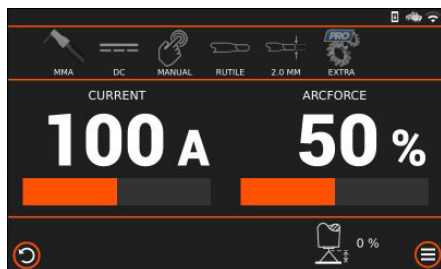 PRO
MMA DC MANUAL RUTILE 2.0 MM EXTRA
CURRENT ARCFORCE
100 A 50 %
0 %